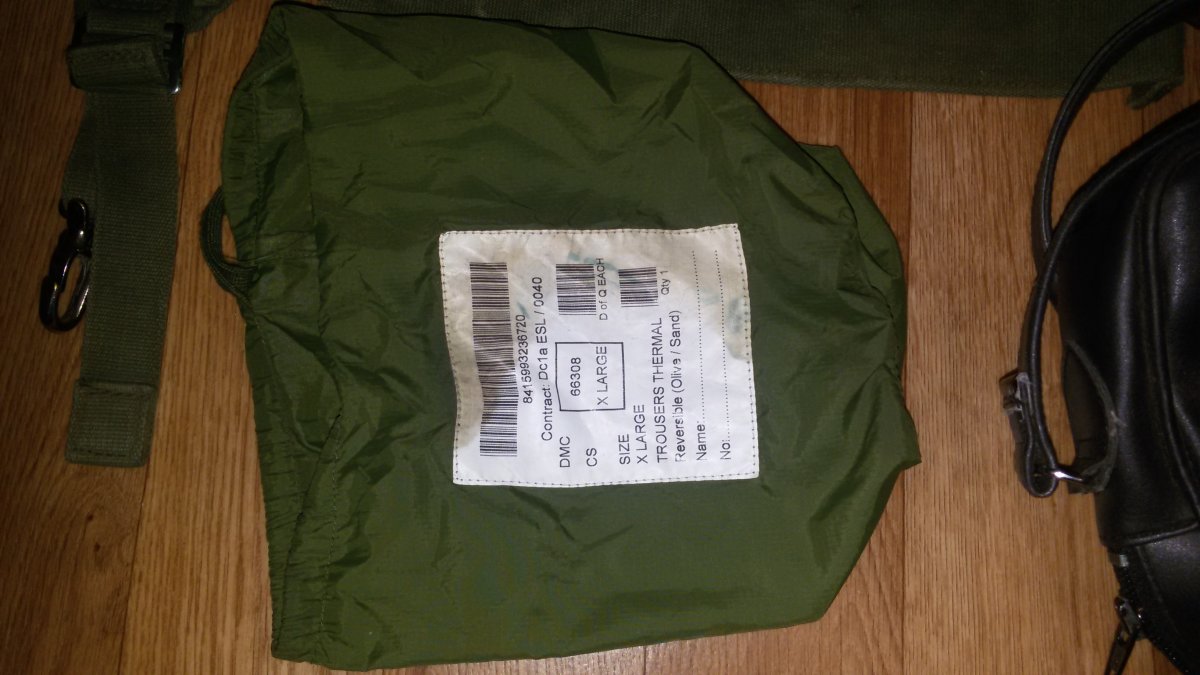 8415993236720
Contract: Dc1a ESL / 0040
DMC 66308 D of Q EACH
CS X LARGE
SIZE
X LARGE Qty 1
TROUSERS THERMAL
Reversible (Olive / Sand)
Name:
No: